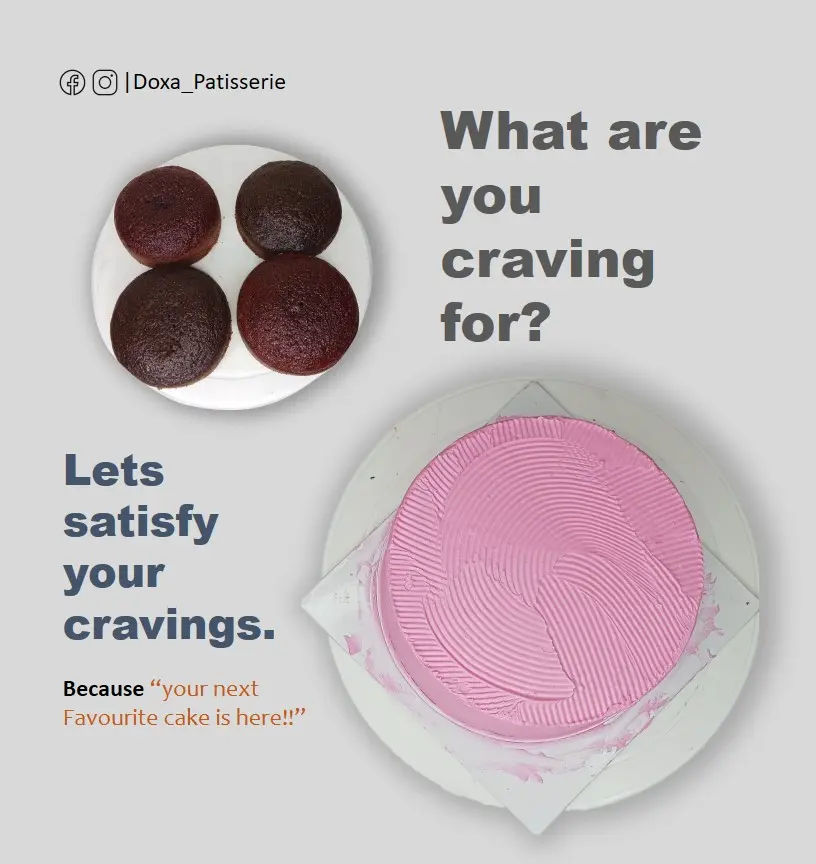 |Doxa_Patisserie
What are
you
craving
for?
Lets
satisfy
your
cravings.
Because “your next
Favourite cake is here!!”